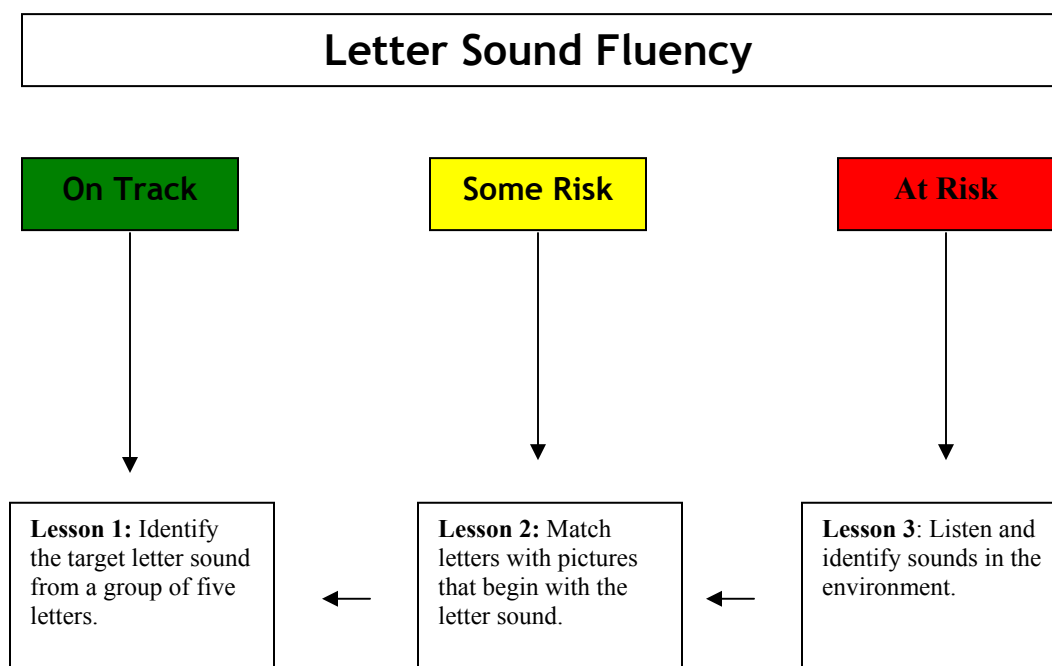 Letter Sound Fluency
On Track
Some Risk
At Risk
Lesson 1: Identify
the target letter sound
from a group of five
letters.
Lesson 2: Match
letters with pictures
that begin with the
letter sound.
Lesson 3: Listen and
identify sounds in the
environment.